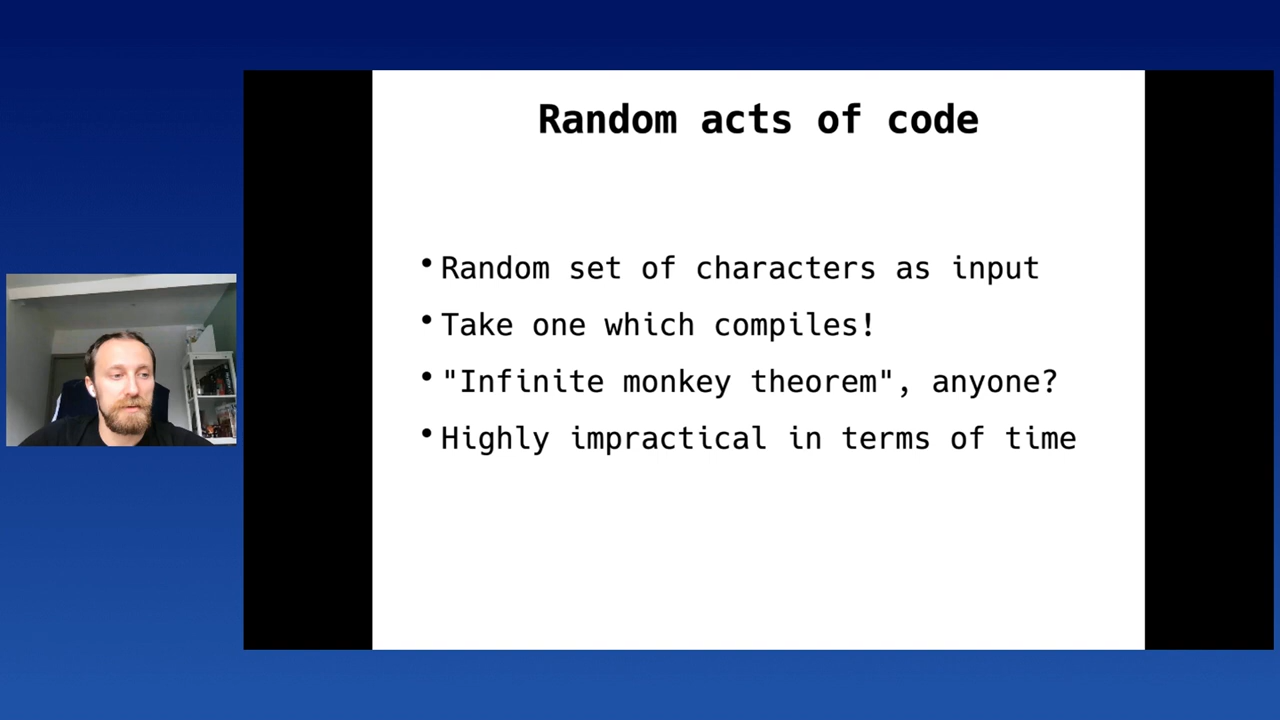 Random acts of code
• Random set of characters as input
• Take one which compiles!
• "Infinite monkey theorem", anyone?
• Highly impractical in terms of time